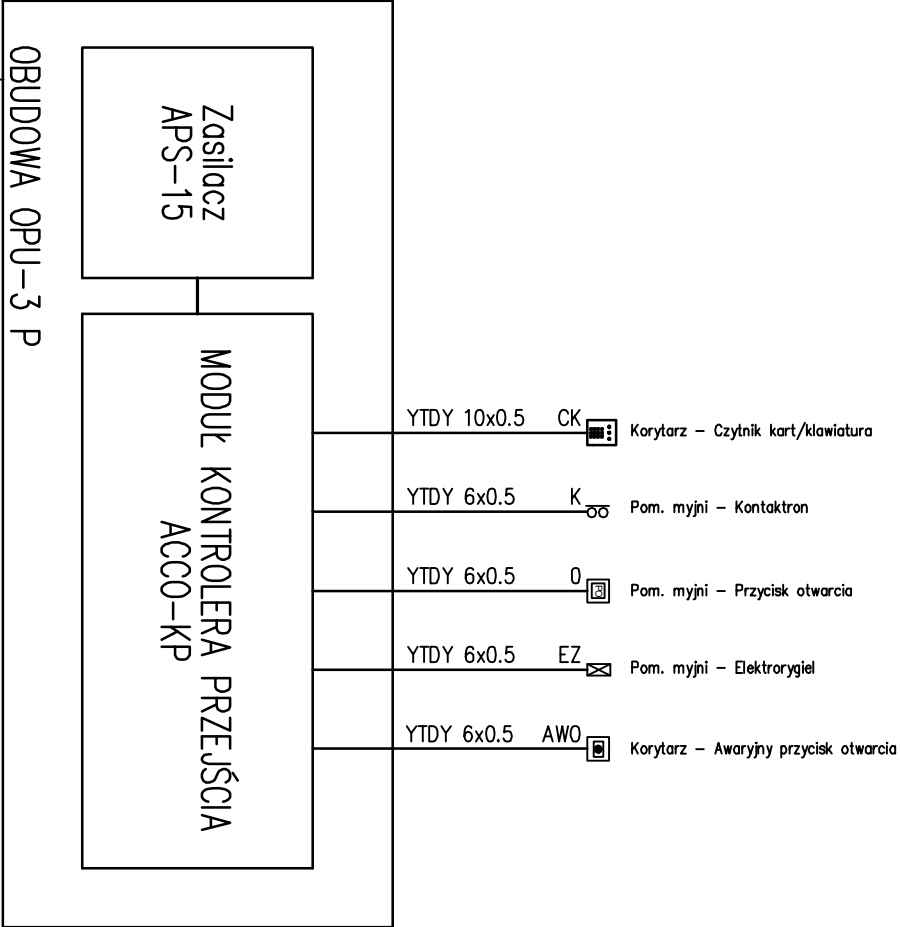 OBUDOWA OPU-3 P
Zasilacz
APS-15
MODUŁ KONTROLERA PRZEJŚCIA
ACCO-KP
YTDY 10x0.5 CK Korytarz - Czytnik kart/klawiatura
YTDY 6x0.5 K Pom. myjni - Kontaktron
YTDY 6x0.5 O Pom. myjni - Przycisk otwarcia
YTDY 6x0.5 EZ Pom. myjni - Elektrorygiel
YTDY 6x0.5 AWO Korytarz - Awaryjny przycisk otwarcia